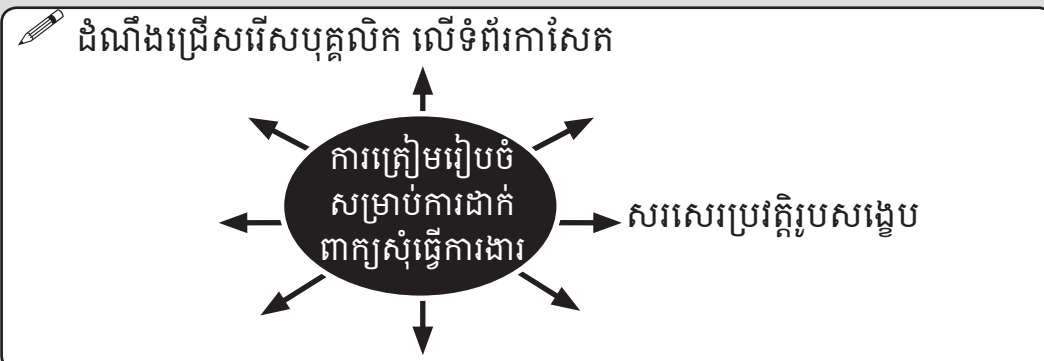 ដំណឹងជ្រើសរើសបុគ្គលិក លើទំព័រកាសែត
ការត្រៀមរៀបចំ
សម្រាប់ការដាក់
ពាក្យសុំធ្វើការងារ
សរសេរប្រវត្តិរូបសង្ខេប